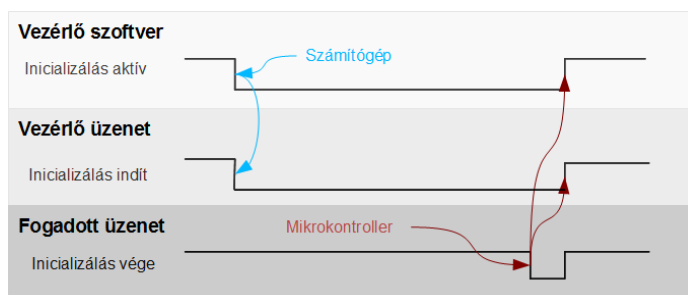 Vezérlő szoftver
Számítógép
Inicializálás aktív
Vezérlő üzenet
Inicializálás indít
Fogadott üzenet
Mikrokontroller
Inicializálás vége